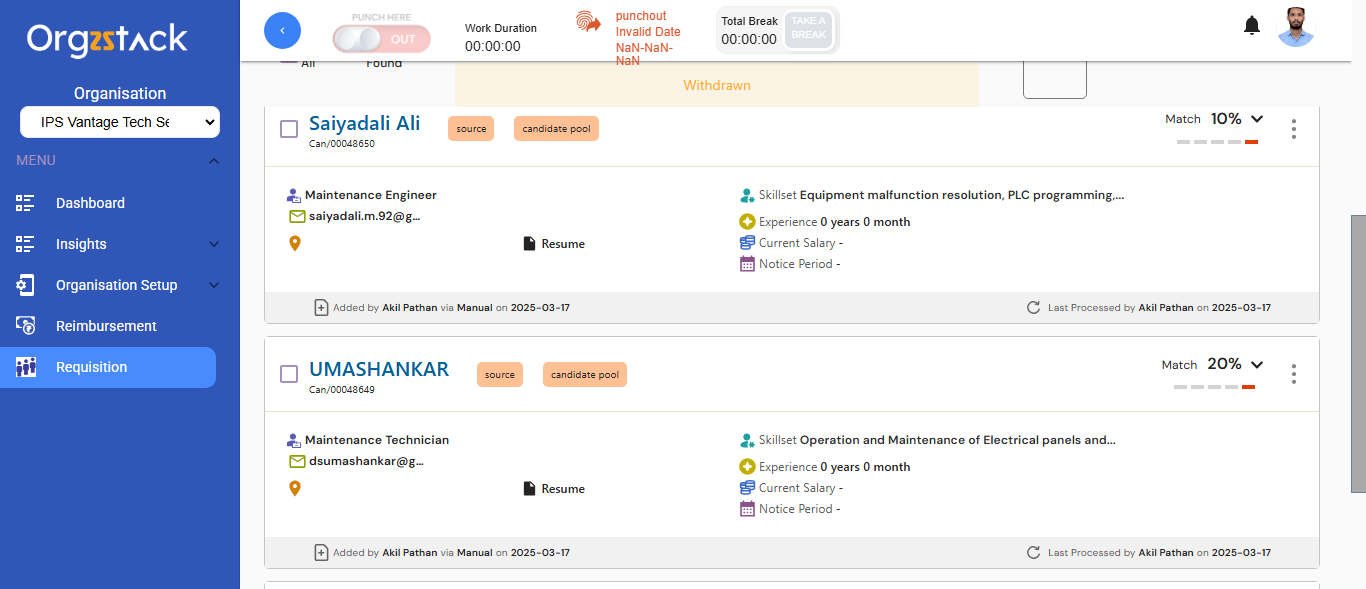 Orgzstack
Organisation
IPS Vantage Tech Se
MENU
Dashboard
Insights
Organisation Setup
Reimbursement
Requisition
PUNCH HERE
OUT
Work Duration
00:00:00
punchout
Invalid Date
NaN-NaN-
NaN
Total Break
00:00:00
TAKE A
BREAK
All
Found
Withdrawn
Saiyadali Ali
source
candidate pool
Can/00048650
Match 10%
Maintenance Engineer
saiyadali.m.92@g...
Resume
Skillset Equipment malfunction resolution, PLC programming,...
Experience 0 years 0 month
Current Salary -
Notice Period -
Added by Akil Pathan via Manual on 2025-03-17
Last Processed by Akil Pathan on 2025-03-17
UMASHANKAR
source
candidate pool
Can/00048649
Match 20%
Maintenance Technician
dsumashankar@g...
Resume
Skillset Operation and Maintenance of Electrical panels and...
Experience 0 years 0 month
Current Salary -
Notice Period -
Added by Akil Pathan via Manual on 2025-03-17
Last Processed by Akil Pathan on 2025-03-17